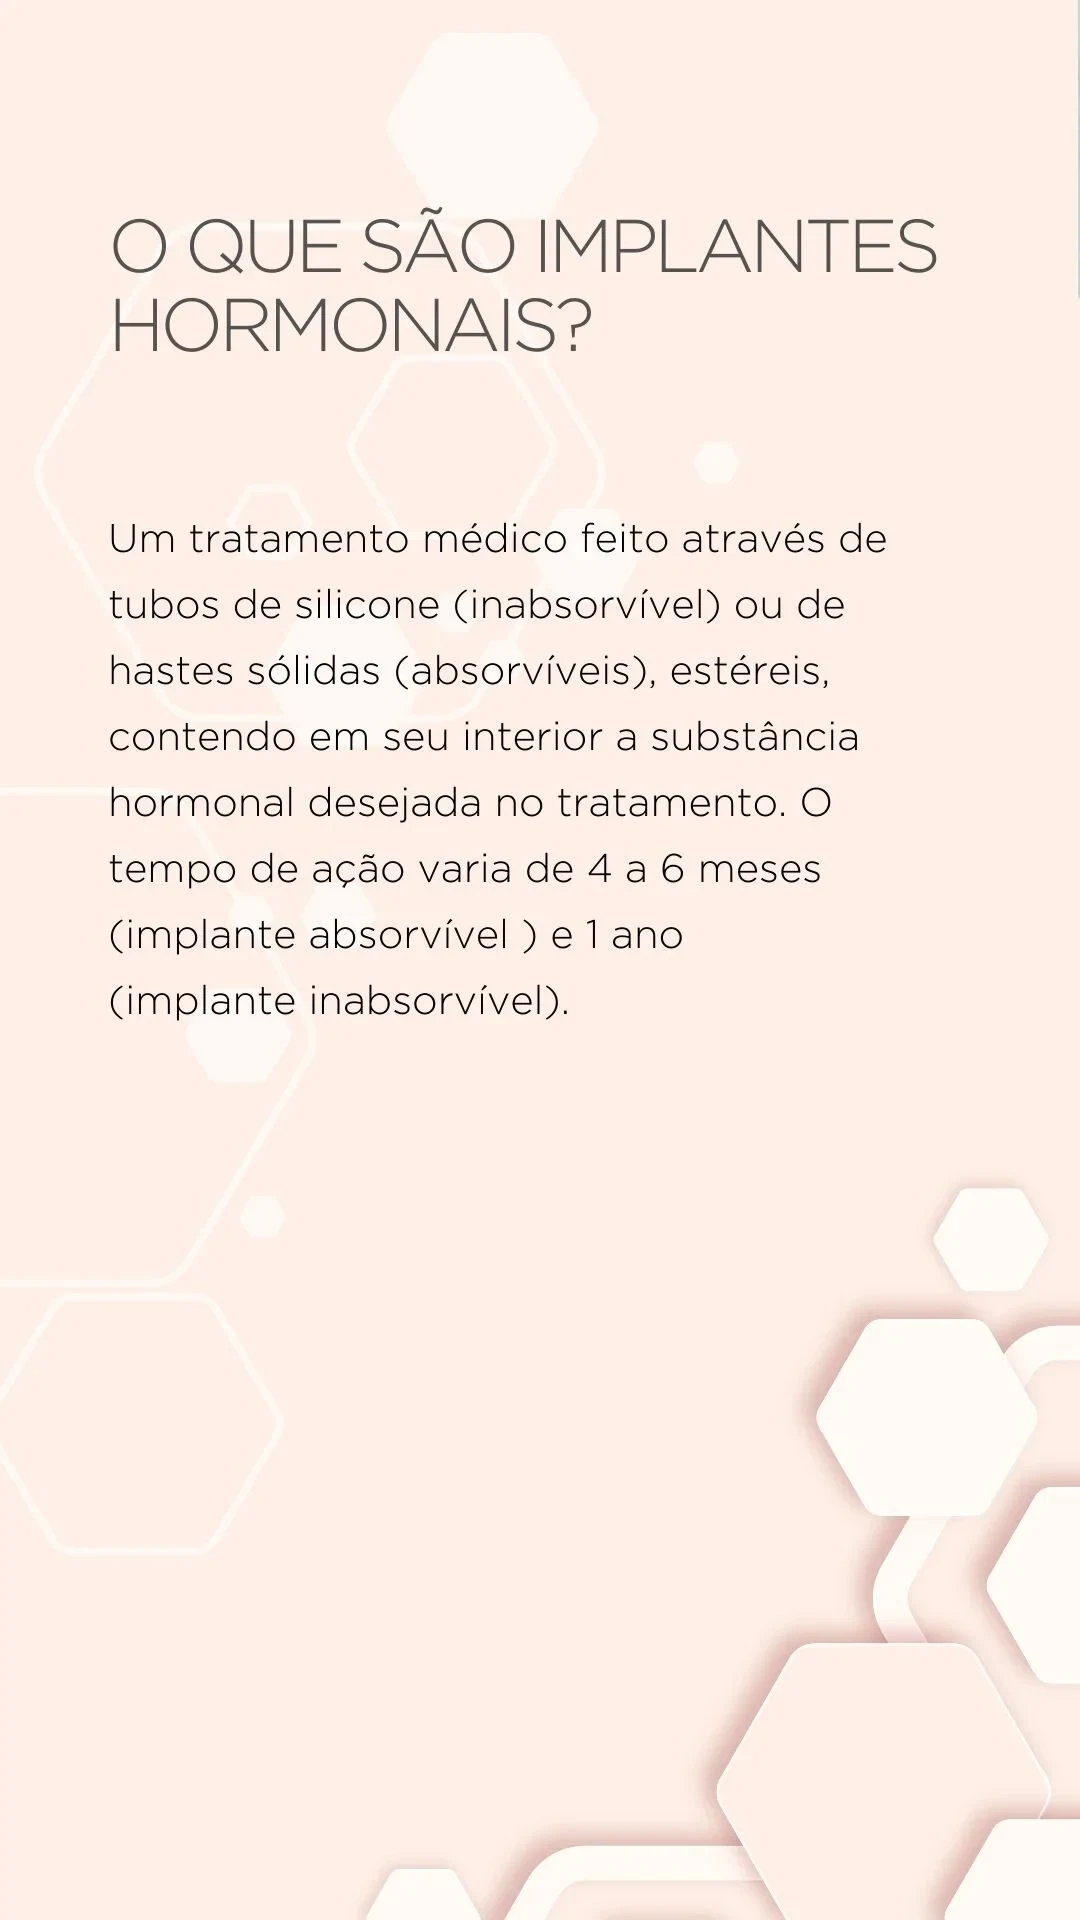 O QUE SÃO IMPLANTES
HORMONAIS?
Um tratamento médico feito através de
tubos de silicone (inabsorvível) ou de
hastes sólidas (absorvíveis), estéreis,
contendo em seu interior a substância
hormonal desejada no tratamento. O
tempo de ação varia de 4 a 6 meses
(implante absorvível ) e 1 ano
(implante inabsorvível).